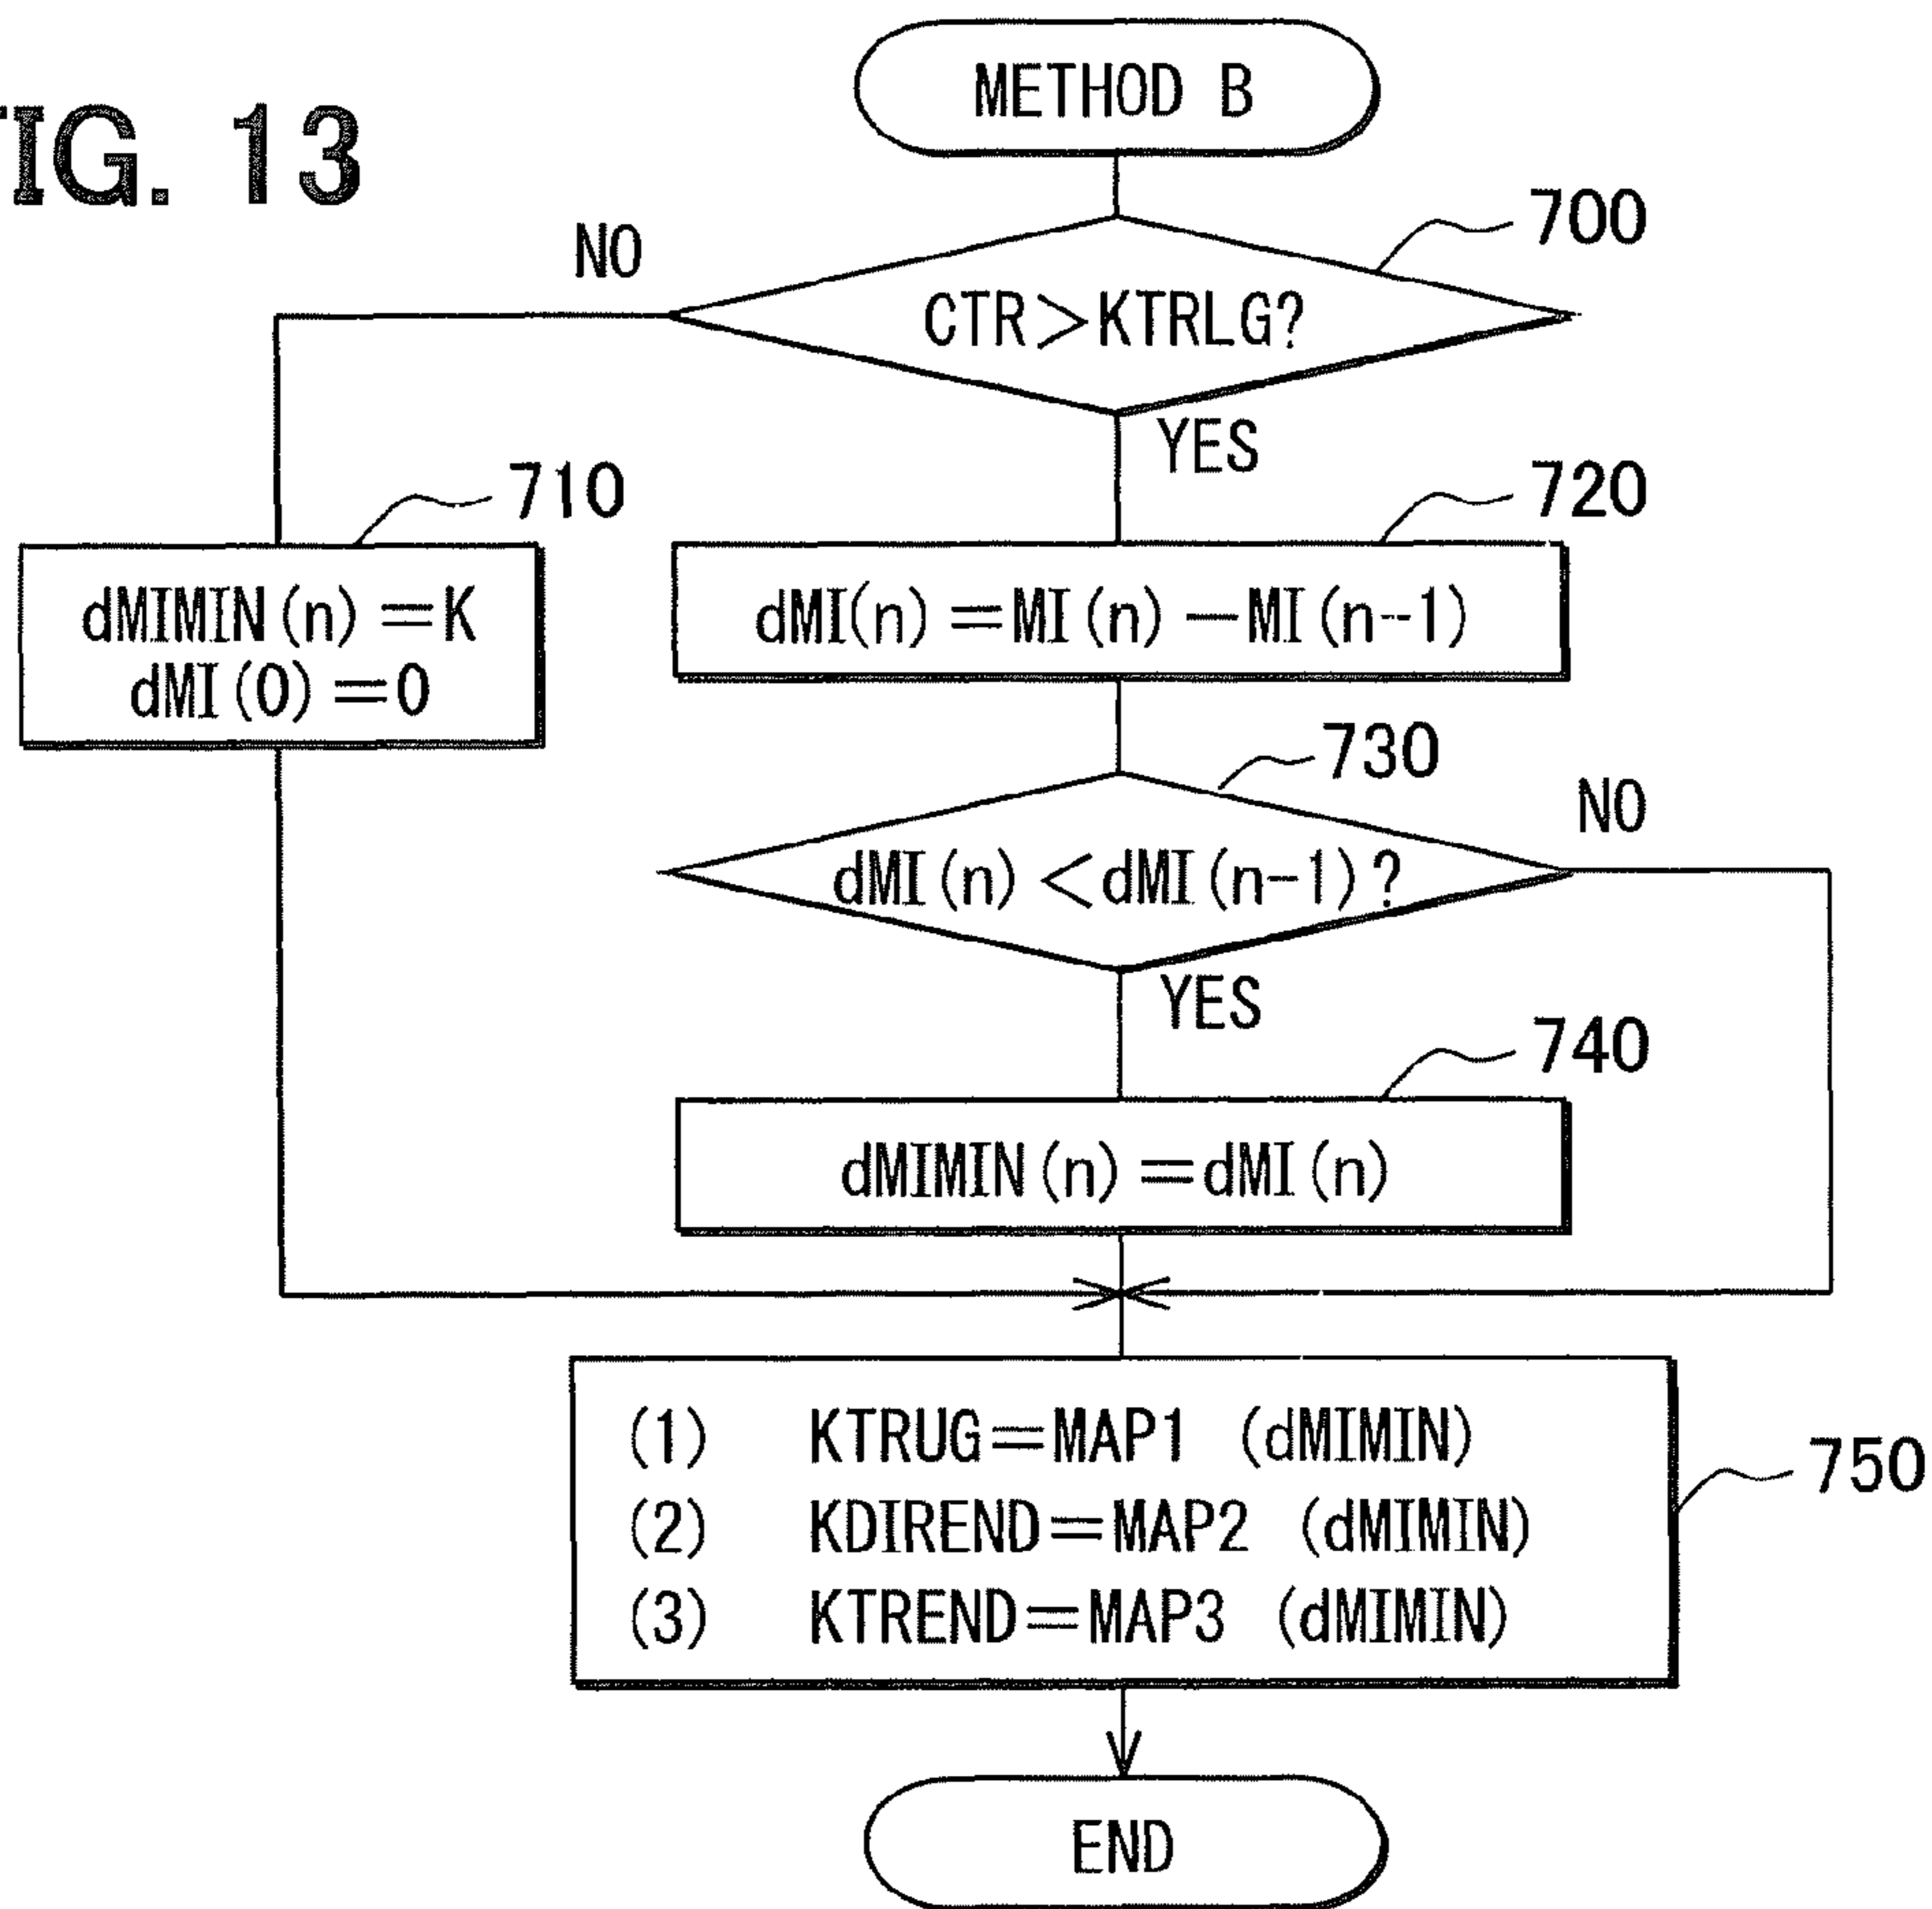 FIG. 13
METHOD B
700
NO
CTR>KTRLG?
YES
710
720
dMIMIN(n)=K
dMI(0)=0
dMI(n)=MI(n)-MI(n-1)
730
NO
dMI(n)<dMI(n-1)?
YES
740
dMIMIN(n)=dMI(n)
(1) KTRUG=MAP1 (dMIMIN)
(2) KDIREND=MAP2 (dMIMIN)
(3) KTREND=MAP3 (dMIMIN)
750
END